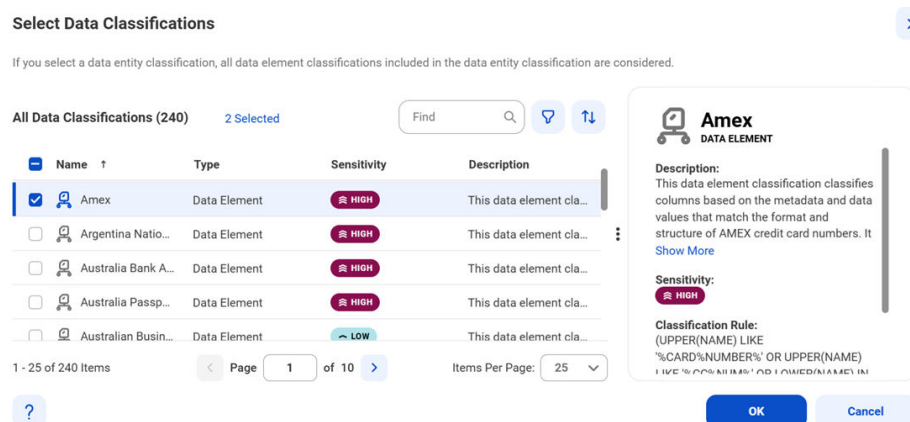 Select Data Classifications
If you select a data entity classification, all data element classifications included in the data entity classification are considered.
All Data Classifications (240) 2 Selected Find
Name ↑ Type Sensitivity Description
Amex Data Element HIGH This data element cla...
Argentina Natio... Data Element HIGH This data element cla...
Australia Bank A... Data Element HIGH This data element cla...
Australia Passp... Data Element HIGH This data element cla...
Australian Busin... Data Element LOW This data element cla...
1 - 25 of 240 Items Page 1 of 10 Items Per Page: 25
Amex
DATA ELEMENT
Description:
This data element classification classifies
columns based on the metadata and data
values that match the format and
structure of AMEX credit card numbers. It
Show More
Sensitivity:
HIGH
Classification Rule:
(UPPER(NAME) LIKE
'%CARD%NUMBER%' OR UPPER(NAME)
LIKE '%CC%NUM%' OR LOWER(NAME) IN
? OK Cancel